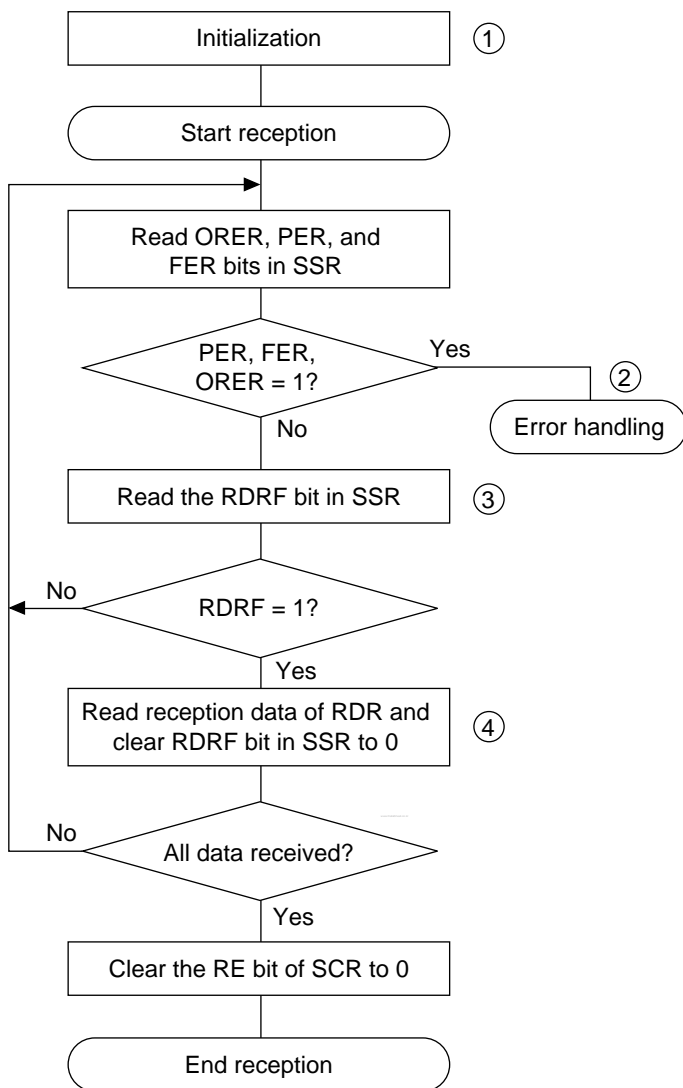 Initialization
①
Start reception
Read ORER, PER, and
FER bits in SSR
PER, FER,
ORER = 1?
Yes
②
Error handling
No
Read the RDRF bit in SSR
③
No
RDRF = 1?
Yes
Read reception data of RDR and
clear RDRF bit in SSR to 0
④
No
All data received?
Yes
Clear the RE bit of SCR to 0
End reception